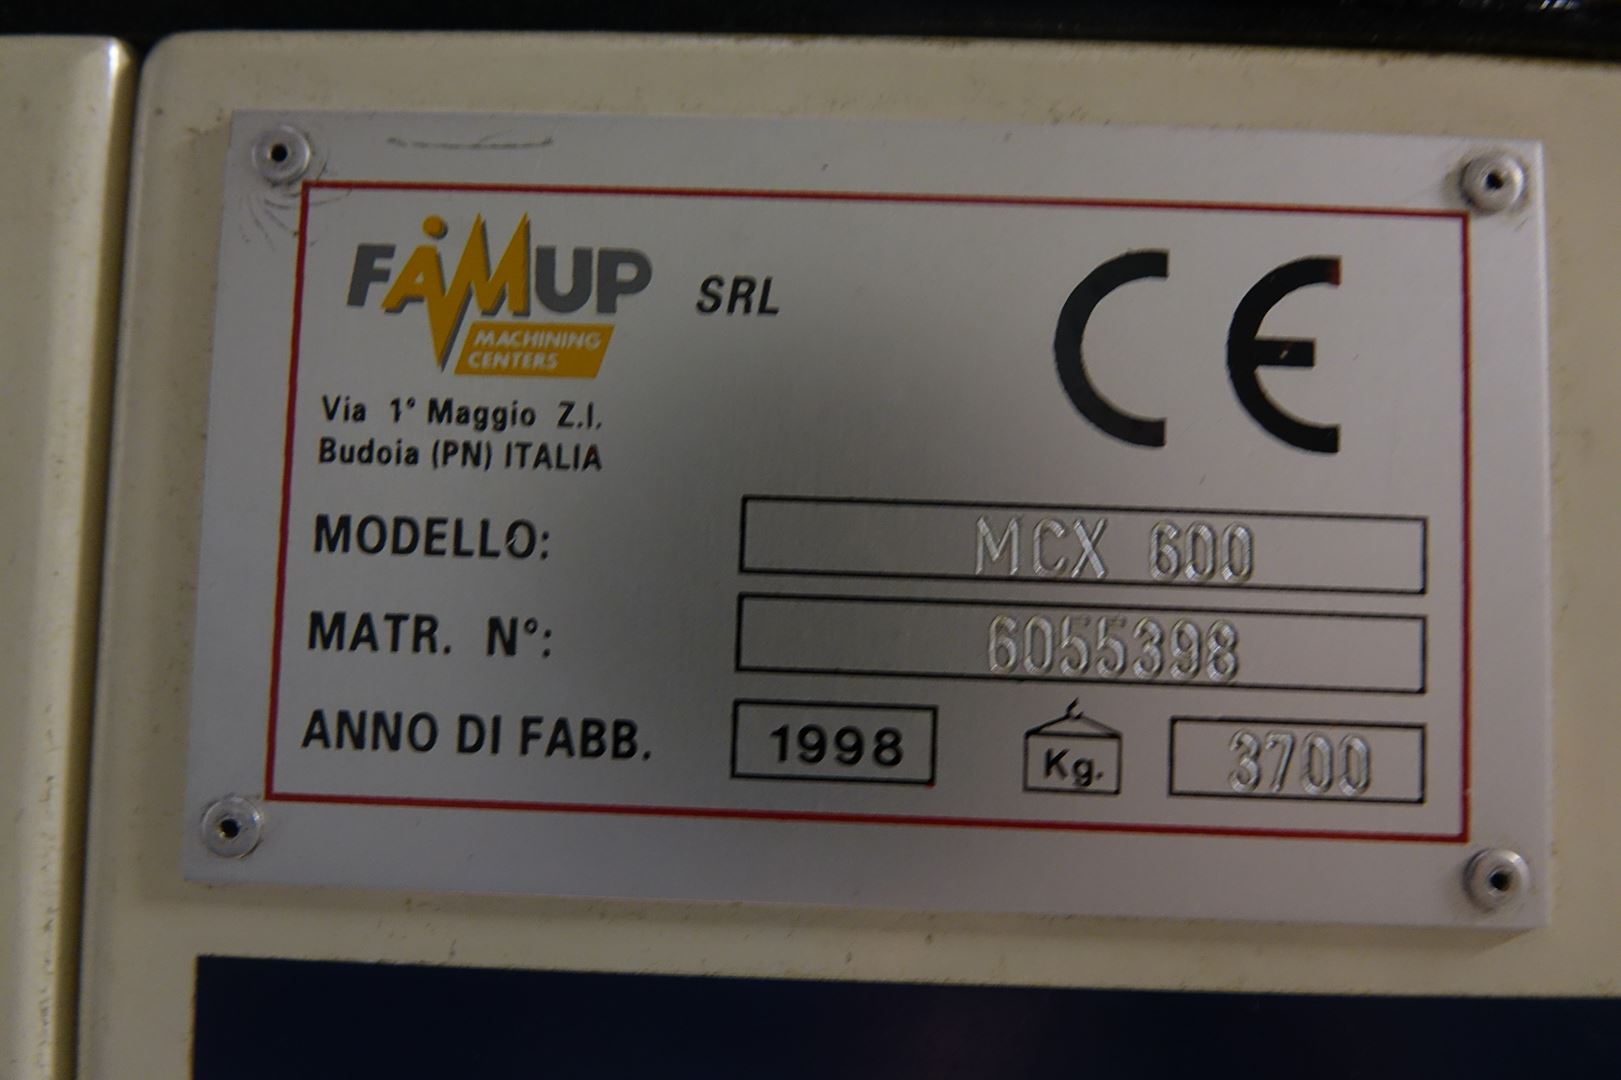 FAMUP SRL
MACHINING
CENTERS
CE
Via 1° Maggio Z.I.
Budoia (PN) ITALIA
MODELLO: MCX 600
MATR. N°: 6055398
ANNO DI FABB. 1998 Kg. 3700